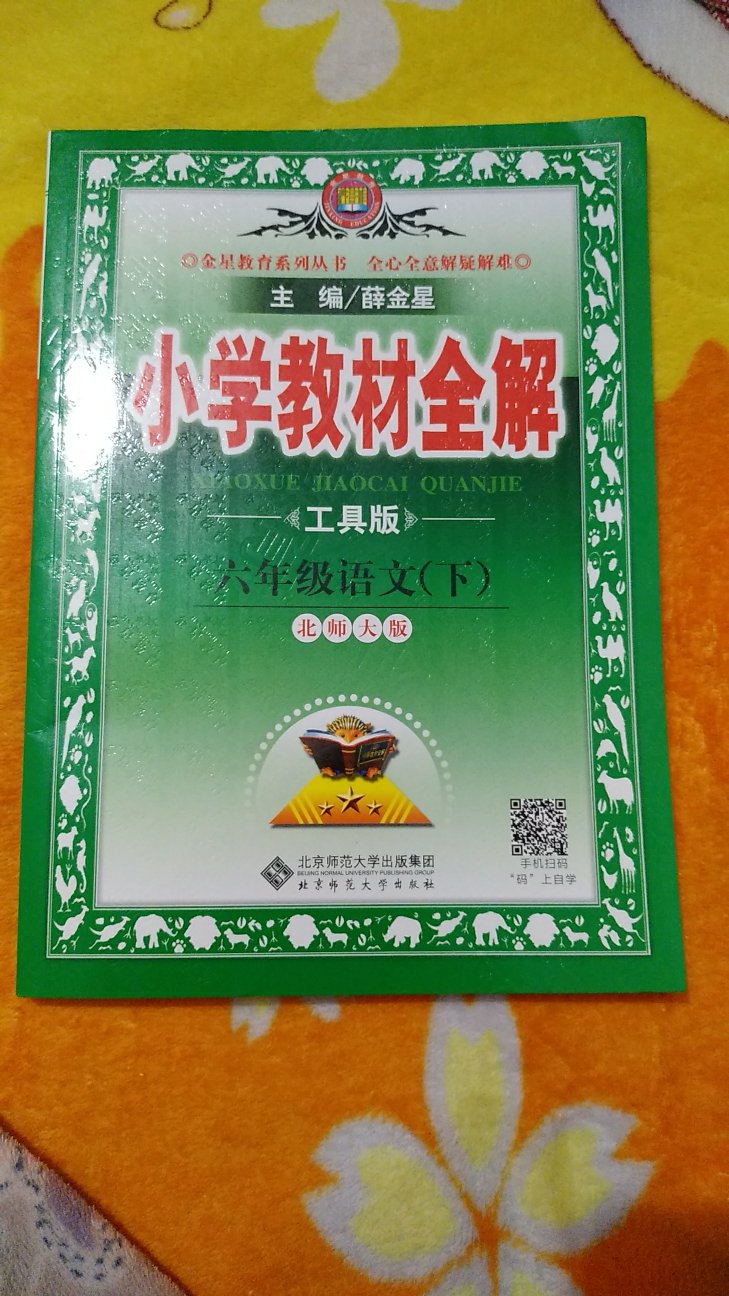 ◎金星教育系列丛书 全心全意解疑解难◎
主 编/薛金星
小学教材全解
XIAOXUE JIAOCAI QUANJIE
工具版
六年级语文(下)
北师大版
北京师范大学出版集团
BEIJING NORMAL UNIVERSITY PUBLISHING GROUP
北京师范大学出版社
手机扫码
“码”上自学